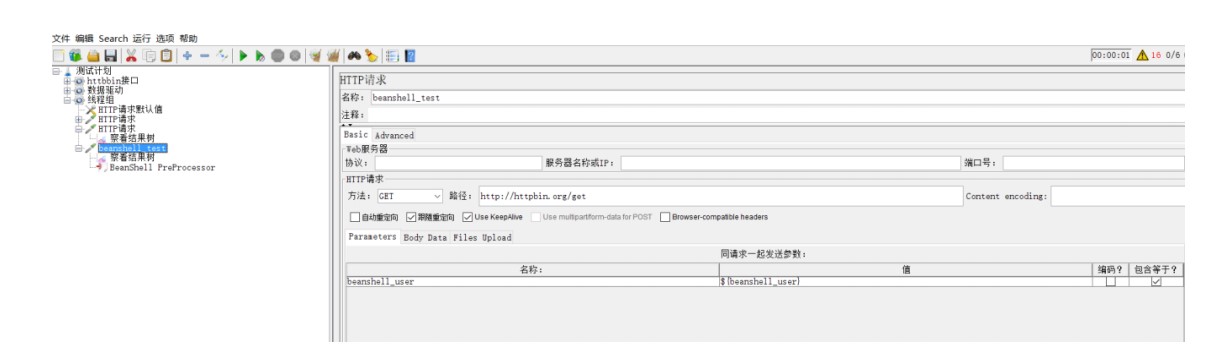 文件 编辑 Search 运行 选项 帮助
00:00:01 16 0/6
测试计划
httbbin接口
数据驱动
线程组
HTTP请求默认值
HTTP请求
HTTP请求
察看结果树
beanshell_test
察看结果树
BeanShell PreProcessor
HTTP请求
名称： beanshell_test
注释：
Basic Advanced
Web服务器
协议： 服务器名称或IP： 端口号：
HTTP请求
方法： GET 路径： http://httpbin.org/get Content encoding:
自动重定向 跟随重定向 Use KeepAlive Use multipart/form-data for POST Browser-compatible headers
Parameters Body Data Files Upload
同请求一起发送参数：
名称： 值 编码？ 包含等于？
beanshell_user ${beanshell_user}